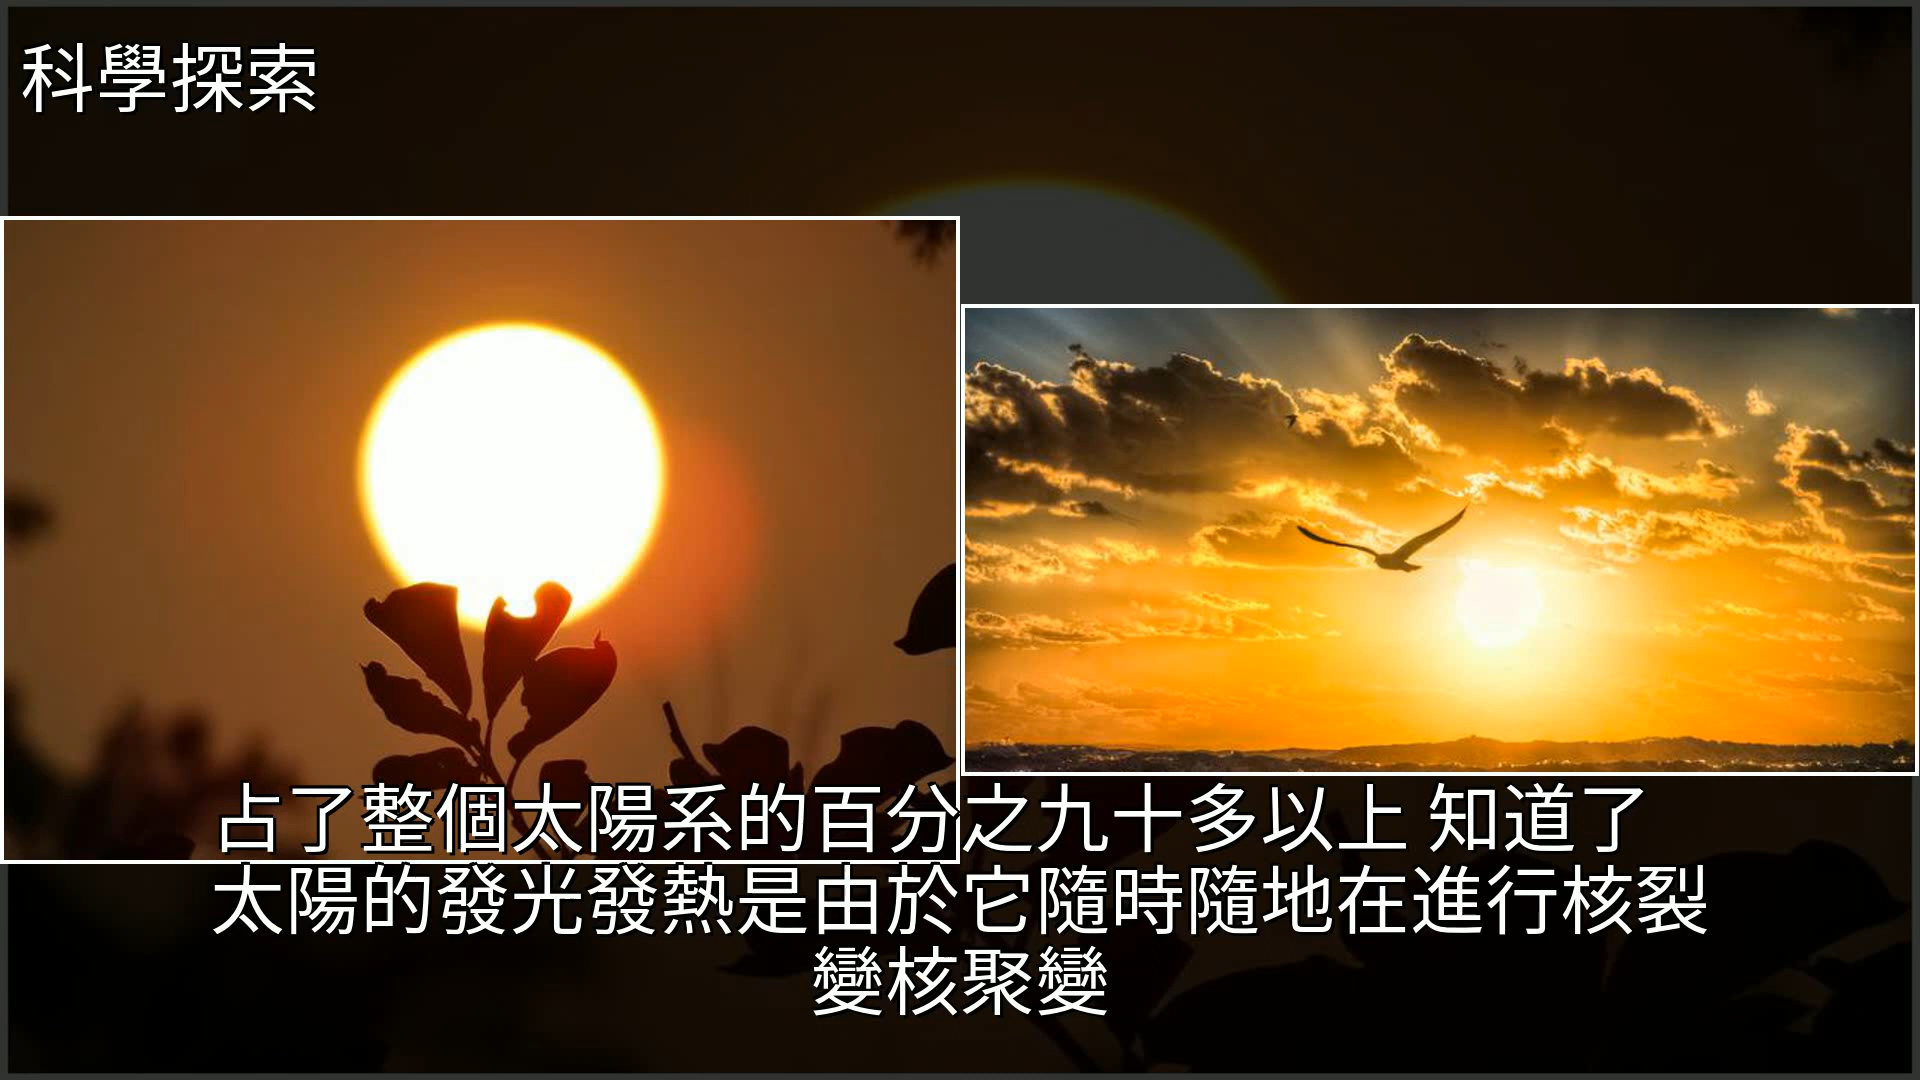 科學探索
占了整個太陽系的百分之九十多以上 知道了
太陽的發光發熱是由於它隨時隨地在進行核裂
變核聚變